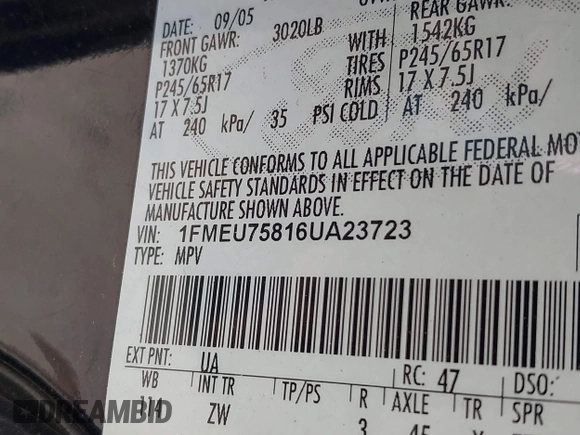 DATE: 09/05
FRONT GAWR: 3020LB REAR GAWR:
1370KG WITH 1542KG
P245/65R17 TIRES P245/65R17
17 X 7.5J RIMS 17 X 7.5J
AT 240 kPa/ 35 PSI COLD AT 240 kPa/
THIS VEHICLE CONFORMS TO ALL APPLICABLE FEDERAL MO
VEHICLE SAFETY STANDARDS IN EFFECT ON THE DATE OF
MANUFACTURE SHOWN ABOVE.
VIN: 1FMEU75816UA23723
TYPE: MPV
EXT PNT: UA RC: 47 DSO:
WB INT TR TP/PS R AXLE TR SPR
114 ZW 3 45
DREAMBID